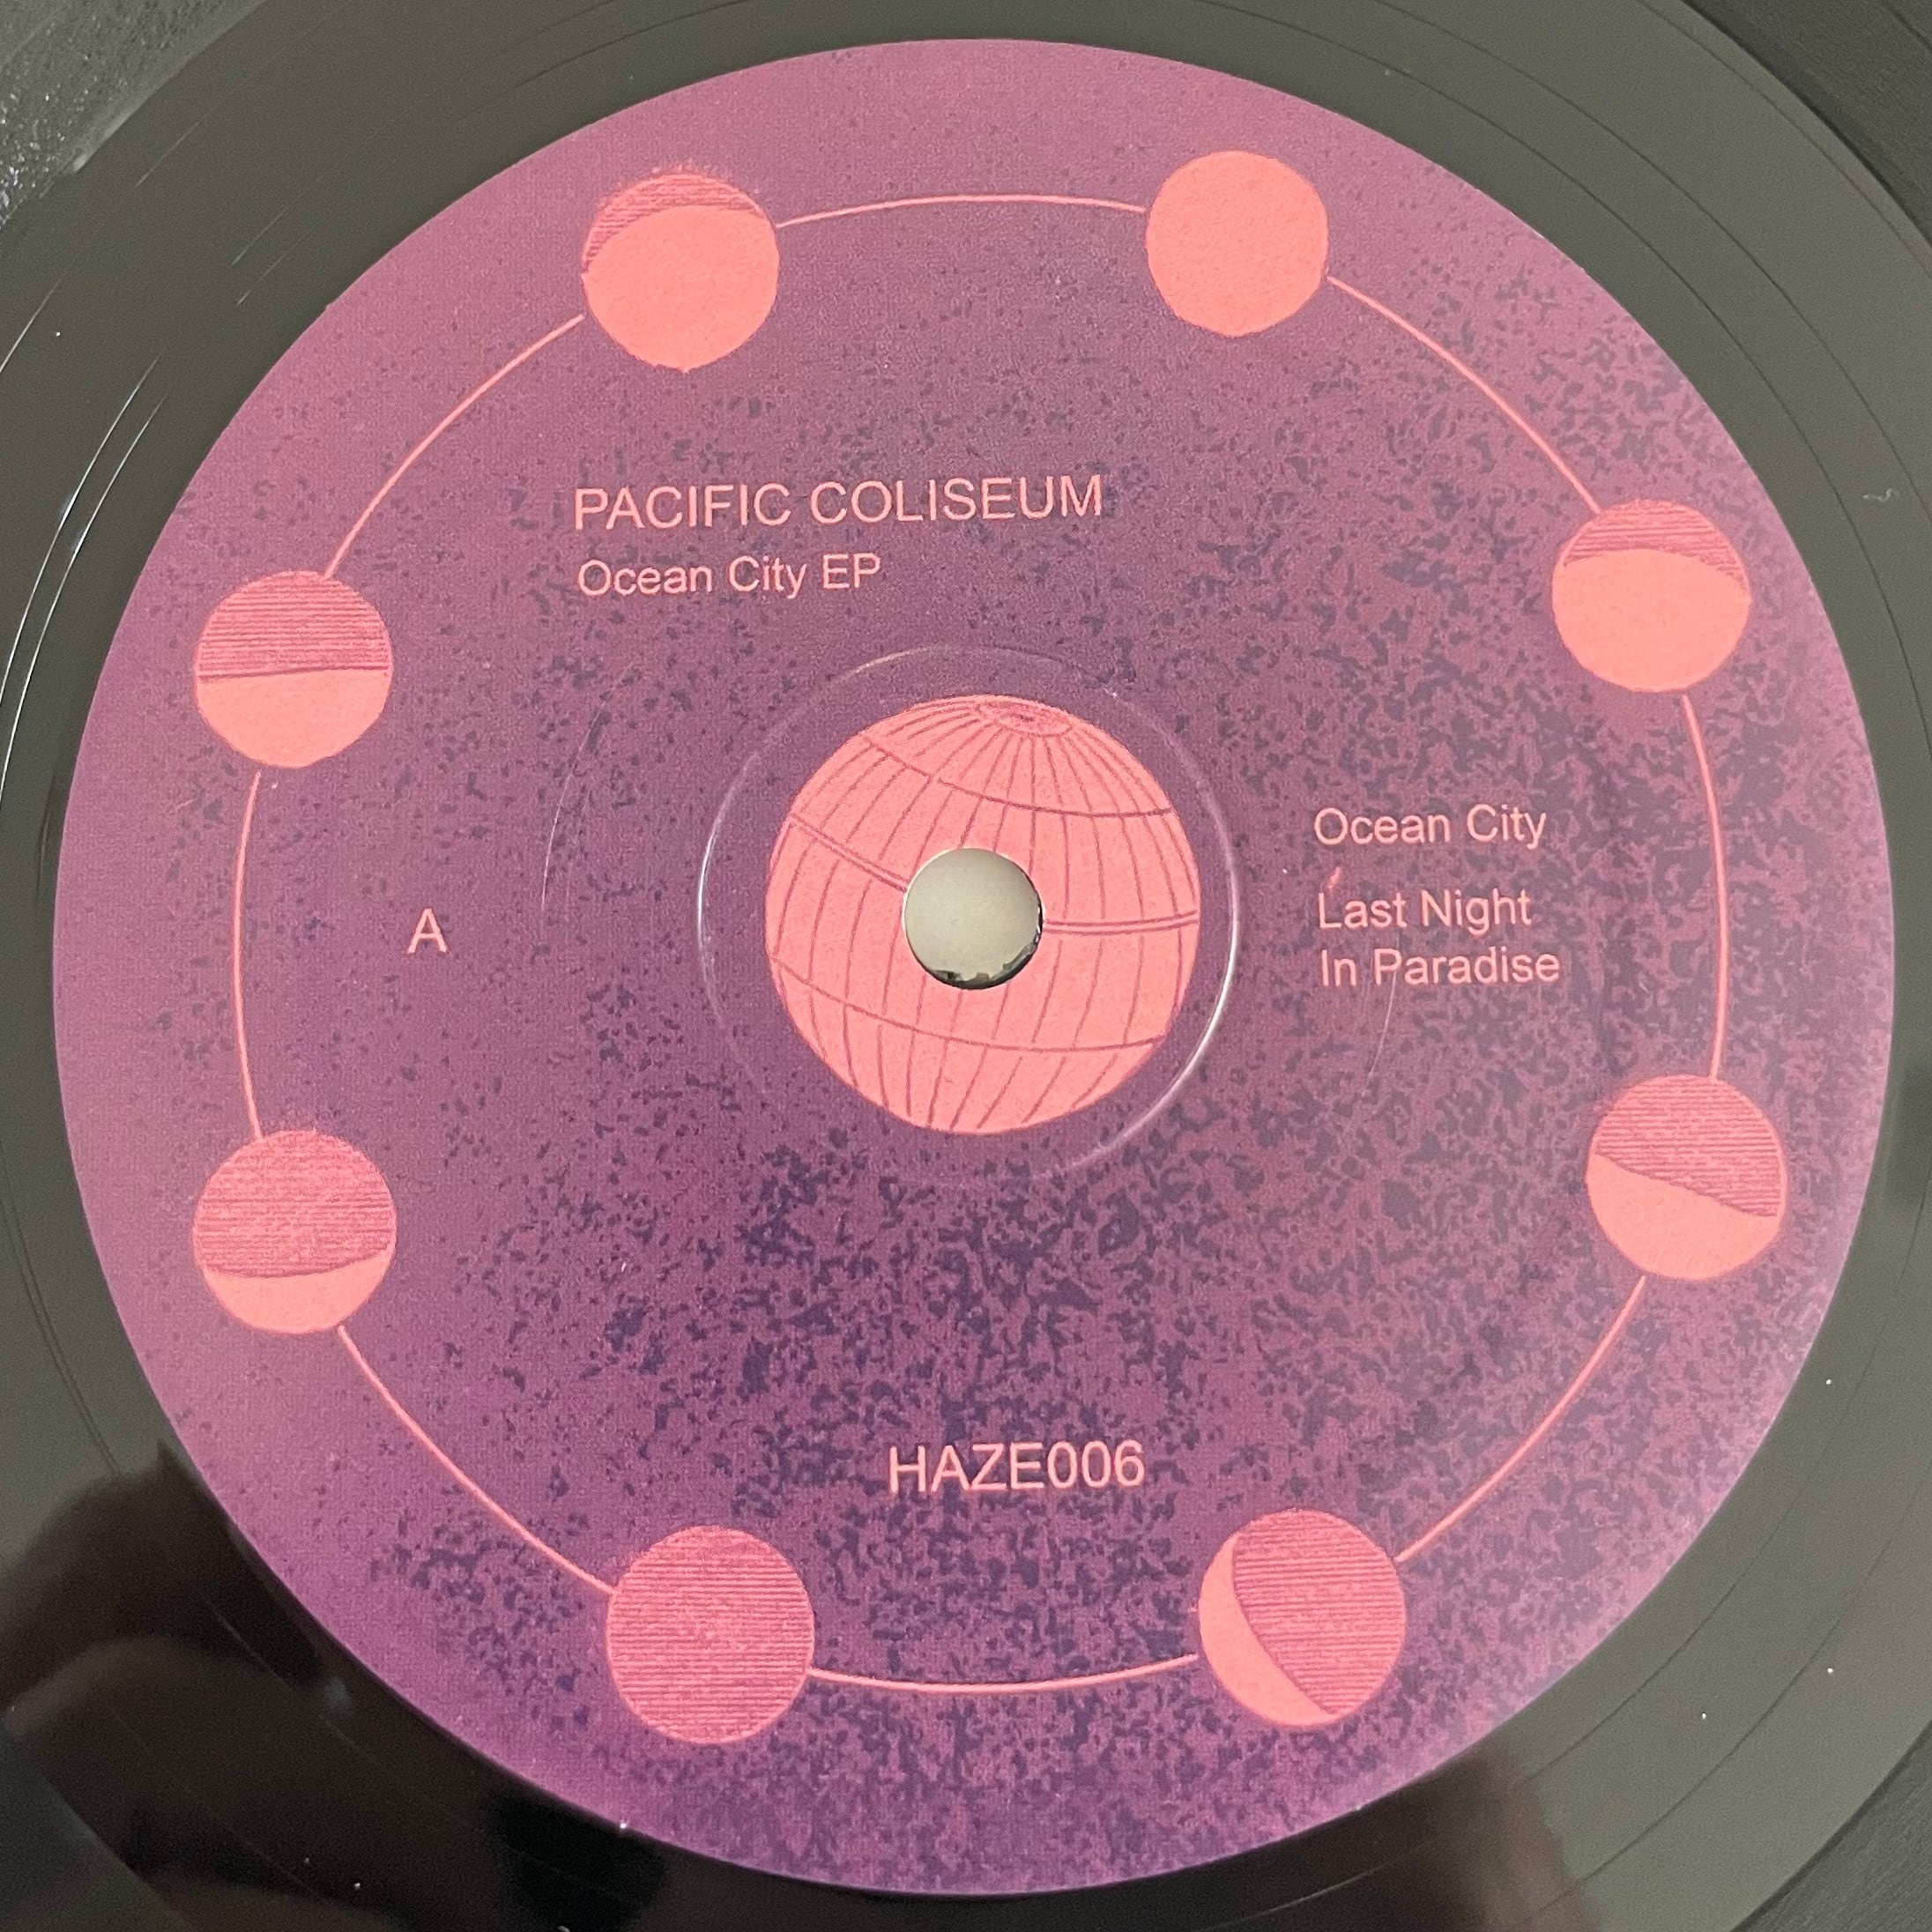 PACIFIC COLISEUM
Ocean City EP
Ocean City
Last Night
In Paradise
A
HAZE006